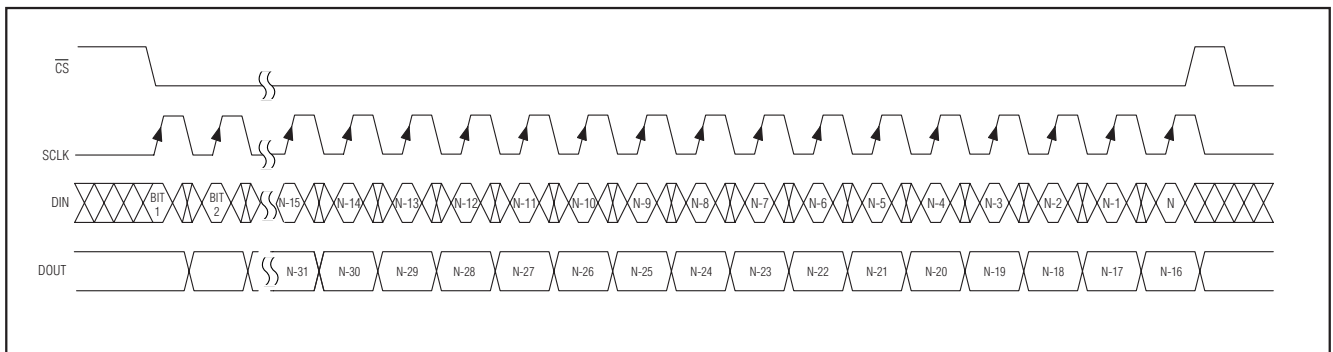 CS
SCLK
DIN BIT 1 BIT 2 N-15 N-14 N-13 N-12 N-11 N-10 N-9 N-8 N-7 N-6 N-5 N-4 N-3 N-2 N-1 N
DOUT N-31 N-30 N-29 N-28 N-27 N-26 N-25 N-24 N-23 N-22 N-21 N-20 N-19 N-18 N-17 N-16